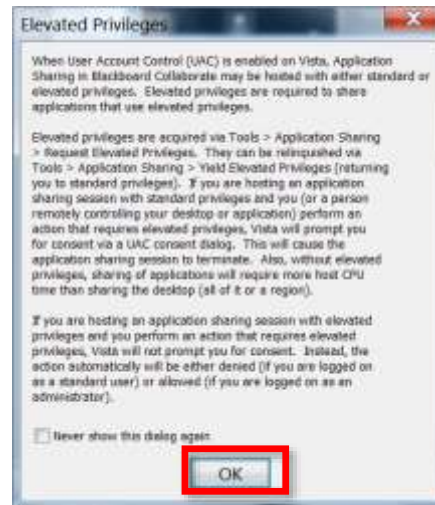 Elevated Privileges
When User Account Control (UAC) is enabled on Vista, Application
Sharing in Blackboard Collaborate may be hosted with either standard or
elevated privileges. Elevated privileges are required to share
applications that use elevated privileges.
Elevated privileges are acquired via Tools > Application Sharing
> Request Elevated Privileges. They can be relinquished via
Tools > Application Sharing > Yield Elevated Privileges (returning
you to standard privileges). If you are hosting an application
sharing session with standard privileges and you (or a person
remotely controlling your desktop or application) perform an
action that requires elevated privileges, Vista will prompt you
for consent via a UAC consent dialog. This will cause the
application sharing session to terminate. Also, without elevated
privileges, sharing of applications will require more host CPU
time than sharing the desktop (all of it or a region).
If you are hosting an application sharing session with elevated
privileges and you perform an action that requires elevated
privileges, Vista will not prompt you for consent. Instead, the
action automatically will be either denied (if you are logged on
as a standard user) or allowed (if you are logged on as an
administrator).
Never show this dialog again
OK